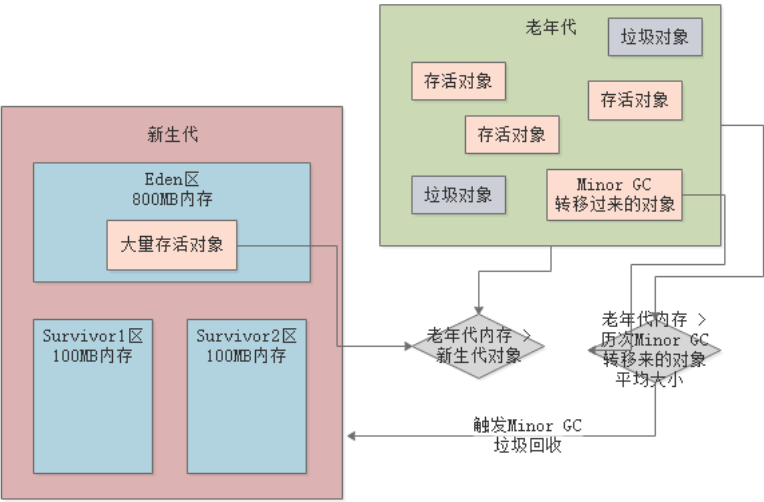 老年代
垃圾对象
存活对象
存活对象
存活对象
垃圾对象
Minor GC
转移过来的对象
新生代
Eden区
800MB内存
大量存活对象
Survivor1区
100MB内存
Survivor2区
100MB内存
老年代内存 >
新生代对象
老年代内存 >
历次Minor GC
转移来的对象
平均大小
触发Minor GC
垃圾回收